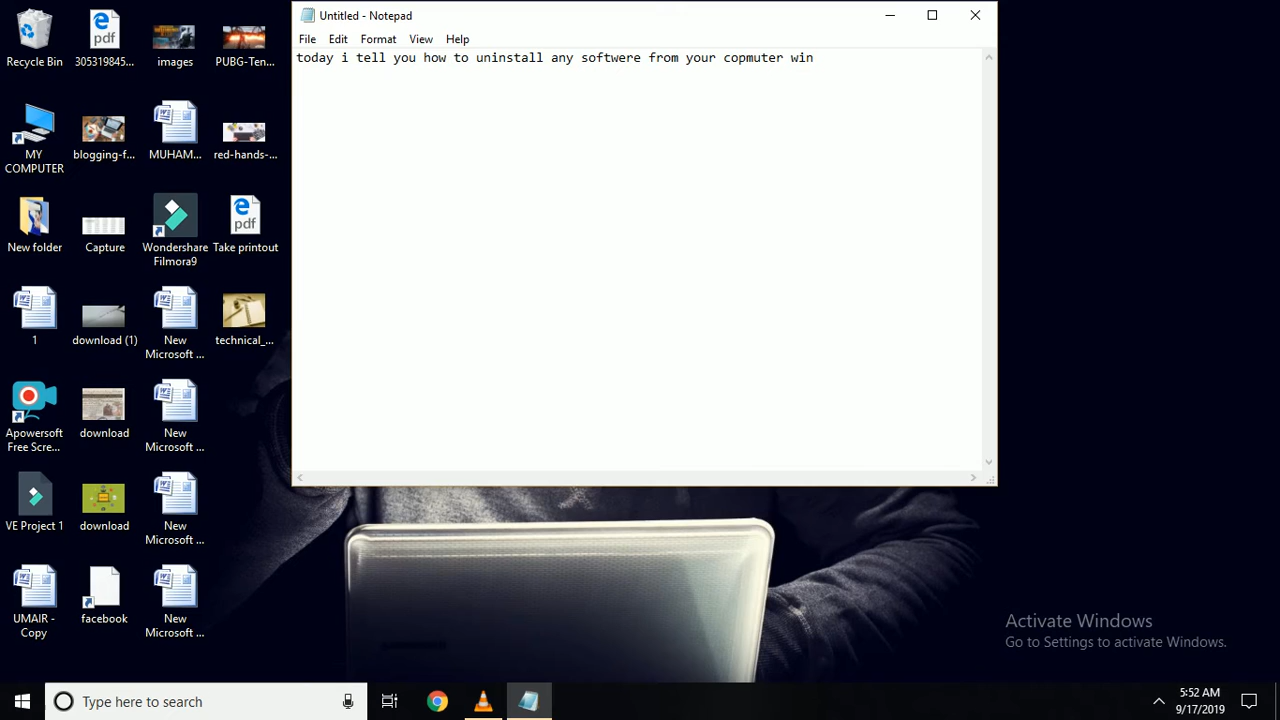 Untitled - Notepad
File Edit Format View Help
today i tell you how to uninstall any softwere from your copmuter win
Recycle Bin
305319845...
images
PUBG-Ten...
MY
COMPUTER
blogging-f...
MUHAM...
red-hands-...
New folder
Capture
Wondershare
Filmora9
Take printout
1
download (1)
New
Microsoft ...
technical_...
Apowersoft
Free Scre...
download
New
Microsoft ...
VE Project 1
download
New
Microsoft ...
UMAIR -
Copy
facebook
New
Microsoft ...
pdf
pdf
Activate Windows
Go to Settings to activate Windows.
Type here to search
5:52 AM
9/17/2019